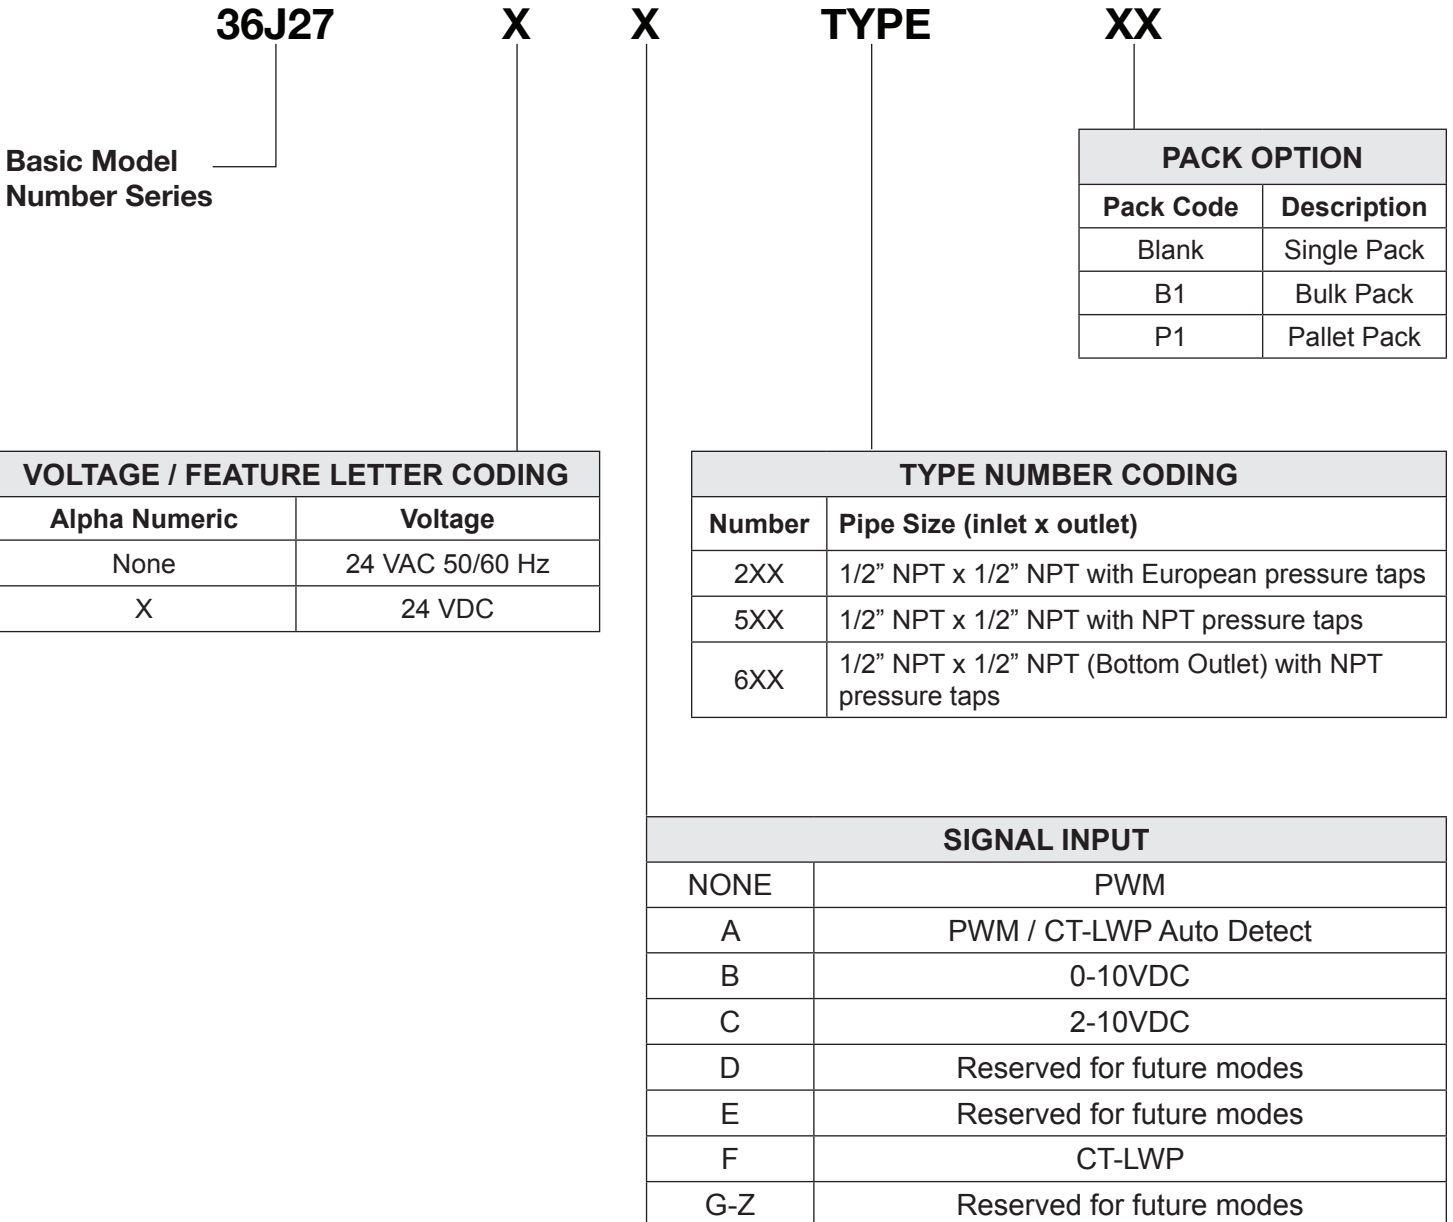 36J27 X X TYPE XX
Basic Model
Number Series
PACK OPTION
Pack Code Description
Blank Single Pack
B1 Bulk Pack
P1 Pallet Pack
VOLTAGE / FEATURE LETTER CODING
Alpha Numeric Voltage
None 24 VAC 50/60 Hz
X 24 VDC
TYPE NUMBER CODING
Number Pipe Size (inlet x outlet)
2XX 1/2” NPT x 1/2” NPT with European pressure taps
5XX 1/2” NPT x 1/2” NPT with NPT pressure taps
6XX 1/2” NPT x 1/2” NPT (Bottom Outlet) with NPT
pressure taps
SIGNAL INPUT
NONE PWM
A PWM / CT-LWP Auto Detect
B 0-10VDC
C 2-10VDC
D Reserved for future modes
E Reserved for future modes
F CT-LWP
G-Z Reserved for future modes